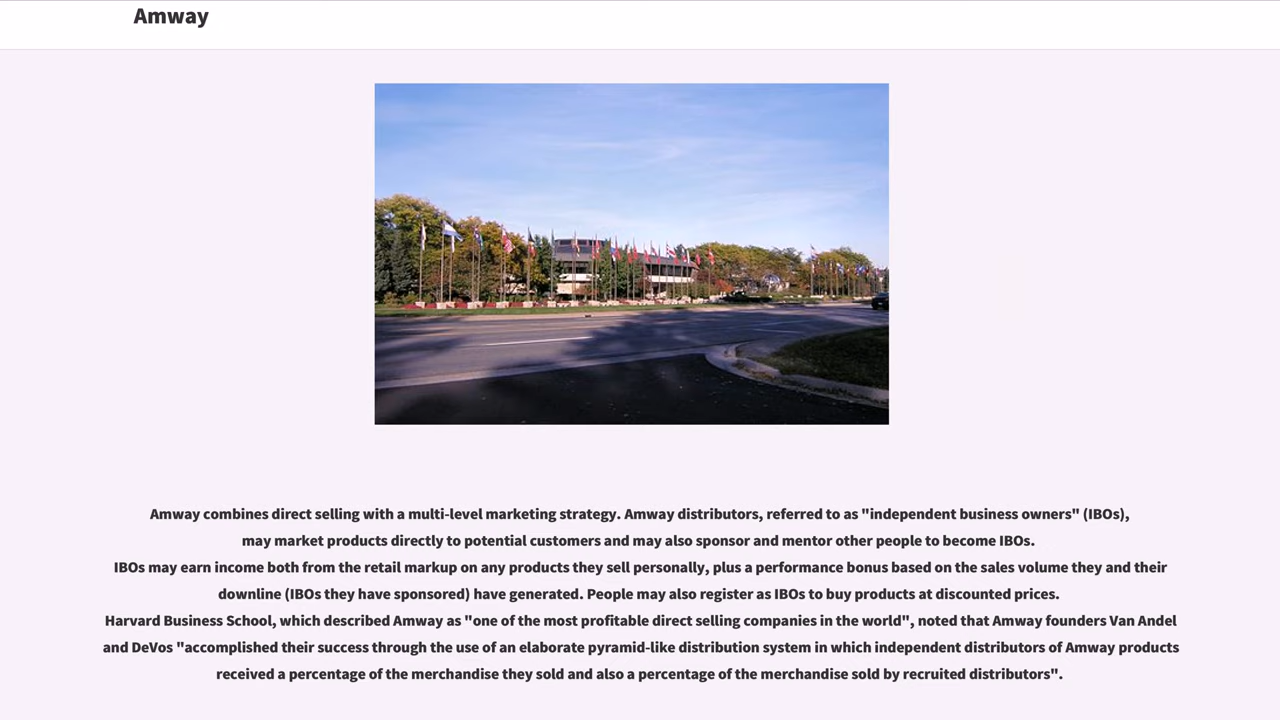 Amway
Amway combines direct selling with a multi-level marketing strategy. Amway distributors, referred to as "independent business owners" (IBOs),
may market products directly to potential customers and may also sponsor and mentor other people to become IBOs.
IBOs may earn income both from the retail markup on any products they sell personally, plus a performance bonus based on the sales volume they and their
downline (IBOs they have sponsored) have generated. People may also register as IBOs to buy products at discounted prices.
Harvard Business School, which described Amway as "one of the most profitable direct selling companies in the world", noted that Amway founders Van Andel
and DeVos "accomplished their success through the use of an elaborate pyramid-like distribution system in which independent distributors of Amway products
received a percentage of the merchandise they sold and also a percentage of the merchandise sold by recruited distributors".